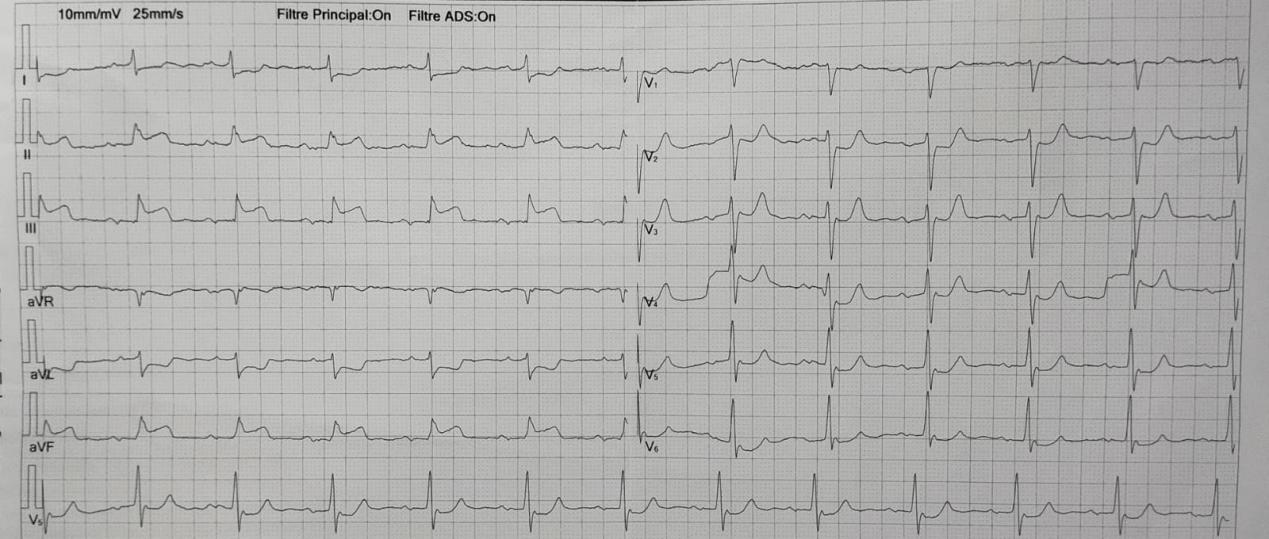 10mm/mV 25mm/s Filtre Principal:On Filtre ADS:On
I
V1
II
V2
III
V3
aVR
V4
aVL
V5
aVF
V6
V5